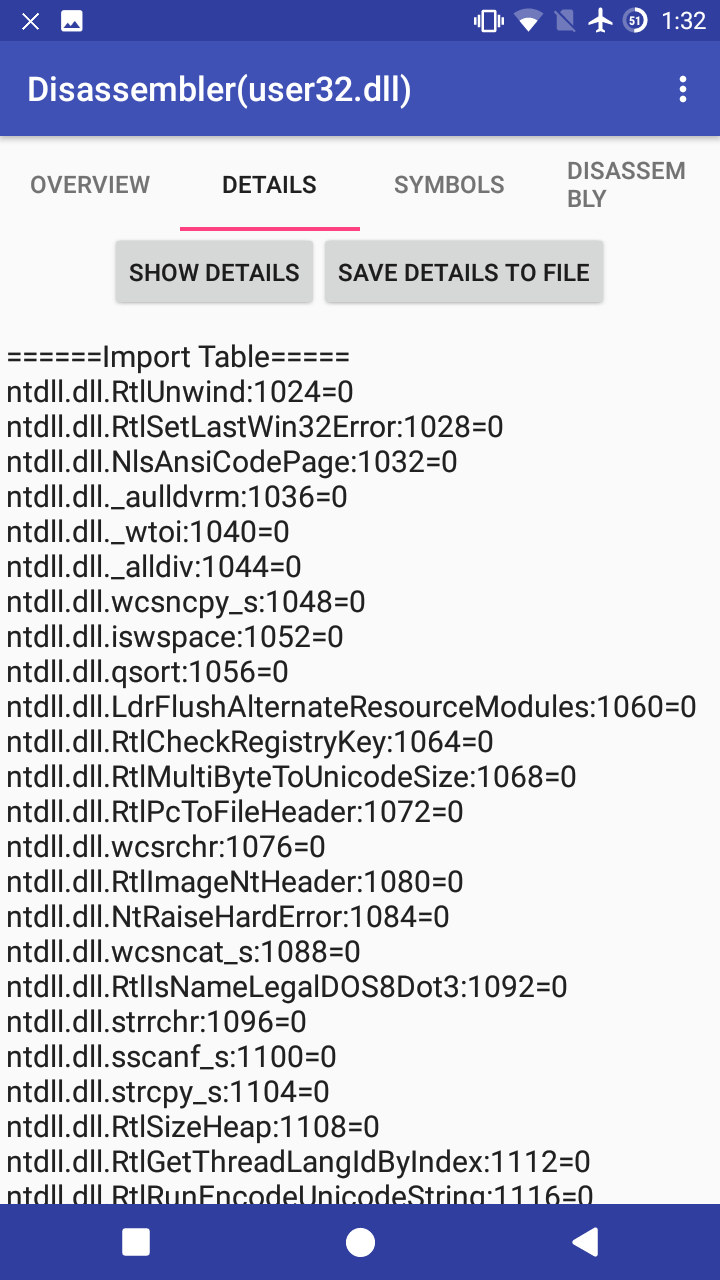 51 1:32
Disassembler(user32.dll)
OVERVIEW DETAILS SYMBOLS DISASSEM
BLY
SHOW DETAILS SAVE DETAILS TO FILE
======Import Table=====
ntdll.dll.RtlUnwind:1024=0
ntdll.dll.RtlSetLastWin32Error:1028=0
ntdll.dll.NlsAnsiCodePage:1032=0
ntdll.dll._aulldvrm:1036=0
ntdll.dll._wtoi:1040=0
ntdll.dll._alldiv:1044=0
ntdll.dll.wcsncpy_s:1048=0
ntdll.dll.iswspace:1052=0
ntdll.dll.qsort:1056=0
ntdll.dll.LdrFlushAlternateResourceModules:1060=0
ntdll.dll.RtlCheckRegistryKey:1064=0
ntdll.dll.RtlMultiByteToUnicodeSize:1068=0
ntdll.dll.RtlPcToFileHeader:1072=0
ntdll.dll.wcsrchr:1076=0
ntdll.dll.RtlImageNtHeader:1080=0
ntdll.dll.NtRaiseHardError:1084=0
ntdll.dll.wcsncat_s:1088=0
ntdll.dll.RtlIsNameLegalDOS8Dot3:1092=0
ntdll.dll.strrchr:1096=0
ntdll.dll.sscanf_s:1100=0
ntdll.dll.strcpy_s:1104=0
ntdll.dll.RtlSizeHeap:1108=0
ntdll.dll.RtlGetThreadLangIdByIndex:1112=0
ntdll.dll.RtlRunEncodeUnicodeString:1116=0